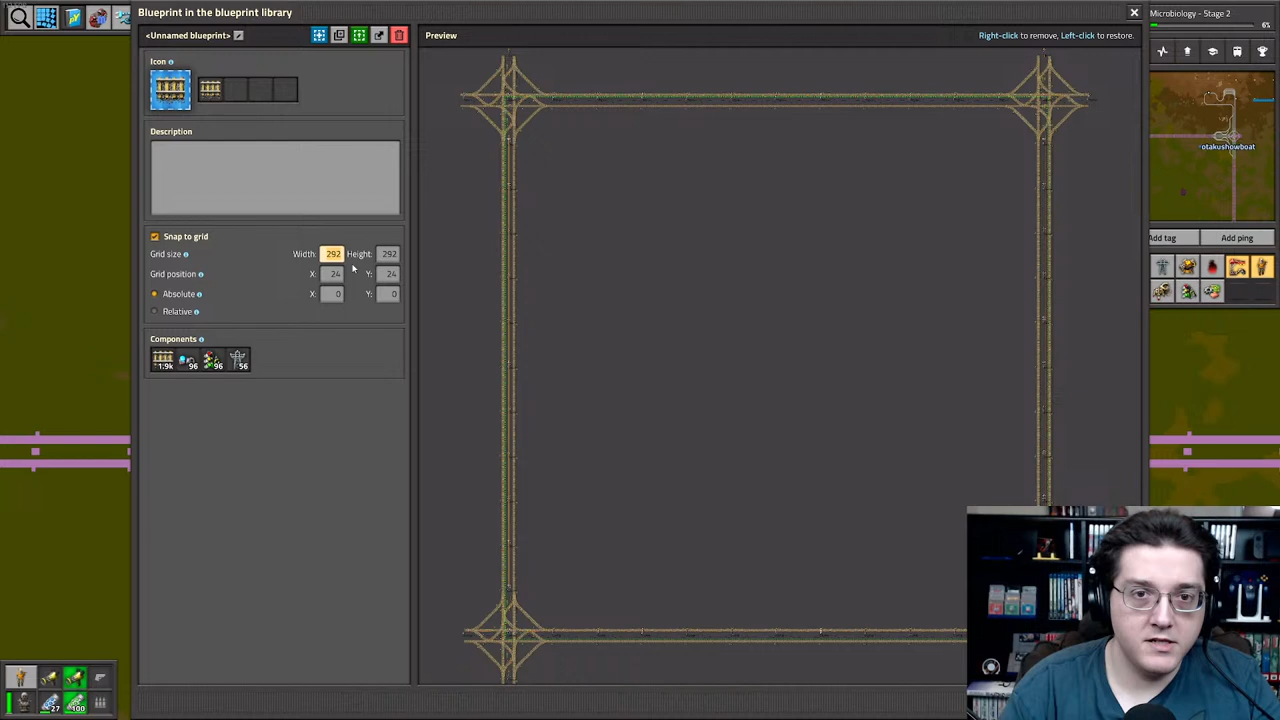 Blueprint in the blueprint library
<Unnamed blueprint>
Preview
Right-click to remove, Left-click to restore.
Icon
Description
Snap to grid
Grid size
Width: 292 Height: 292
Grid position
X: 24 Y: 24
Absolute
X: 0 Y: 0
Relative
Components
1.9k 96 96 56
Microbiology - Stage 2
6%
otakushowboat
Add tag
Add ping
27 100